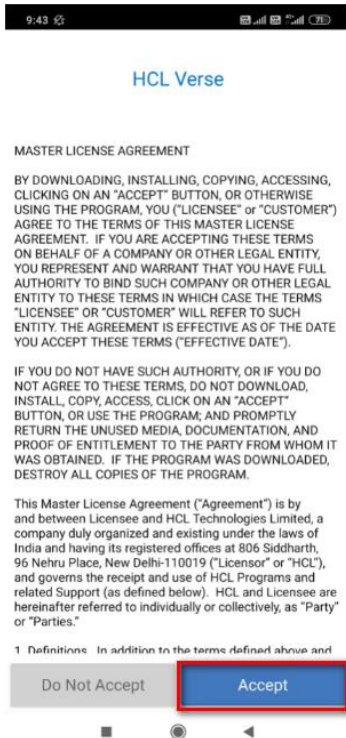 9:43
71
HCL Verse
MASTER LICENSE AGREEMENT
BY DOWNLOADING, INSTALLING, COPYING, ACCESSING,
CLICKING ON AN "ACCEPT" BUTTON, OR OTHERWISE
USING THE PROGRAM, YOU ("LICENSEE" or "CUSTOMER")
AGREE TO THE TERMS OF THIS MASTER LICENSE
AGREEMENT.  IF YOU ARE ACCEPTING THESE TERMS
ON BEHALF OF A COMPANY OR OTHER LEGAL ENTITY,
YOU REPRESENT AND WARRANT THAT YOU HAVE FULL
AUTHORITY TO BIND SUCH COMPANY OR OTHER LEGAL
ENTITY TO THESE TERMS IN WHICH CASE THE TERMS
"LICENSEE" OR "CUSTOMER" WILL REFER TO SUCH
ENTITY. THE AGREEMENT IS EFFECTIVE AS OF THE DATE
YOU ACCEPT THESE TERMS ("EFFECTIVE DATE").
IF YOU DO NOT HAVE SUCH AUTHORITY, OR IF YOU DO
NOT AGREE TO THESE TERMS, DO NOT DOWNLOAD,
INSTALL, COPY, ACCESS, CLICK ON AN "ACCEPT"
BUTTON, OR USE THE PROGRAM; AND PROMPTLY
RETURN THE UNUSED MEDIA, DOCUMENTATION, AND
PROOF OF ENTITLEMENT TO THE PARTY FROM WHOM IT
WAS OBTAINED.  IF THE PROGRAM WAS DOWNLOADED,
DESTROY ALL COPIES OF THE PROGRAM.
This Master License Agreement ("Agreement") is by
and between Licensee and HCL Technologies Limited, a
company duly organized and existing under the laws of
India and having its registered offices at 806 Siddharth,
96 Nehru Place, New Delhi-110019 ("Licensor" or "HCL"),
and governs the receipt and use of HCL Programs and
related Support (as defined below).  HCL and Licensee are
hereinafter referred to individually or collectively, as "Party"
or "Parties."
1. Definitions.  In addition to the terms defined above and
Do Not Accept
Accept